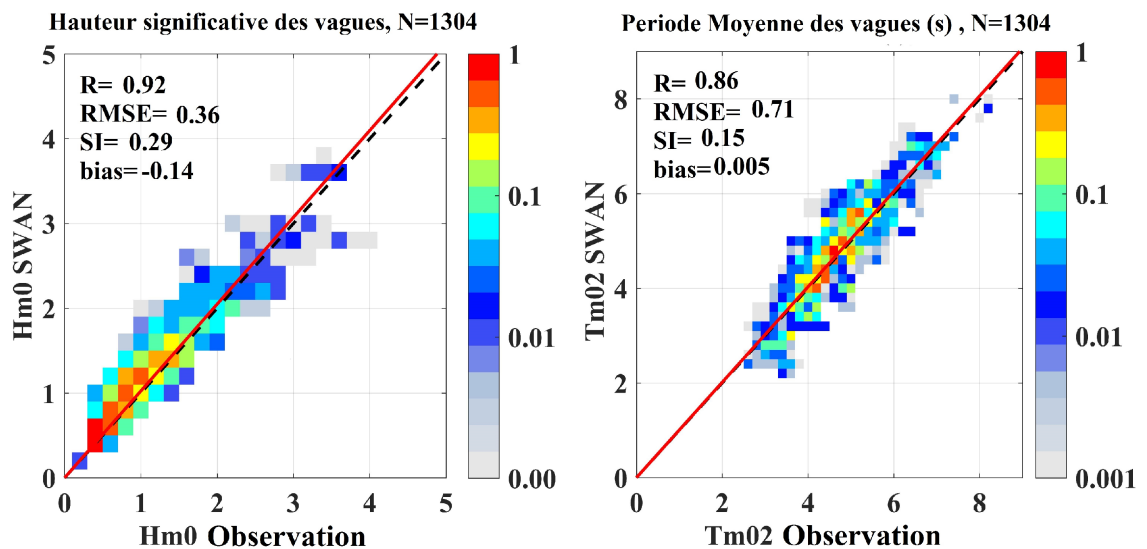 Hauteur significative des vagues, N=1304
R= 0.92
RMSE= 0.36
SI= 0.29
bias=-0.14
Hm0 SWAN
5
4
3
2
1
0
0 1 2 3 4 5
Hm0 Observation
1
0.1
0.01
0.00
Periode Moyenne des vagues (s) , N=1304
R= 0.86
RMSE= 0.71
SI= 0.15
bias=0.005
Tm02 SWAN
8
6
4
2
0
0 2 4 6 8
Tm02 Observation
1
0.1
0.01
0.001